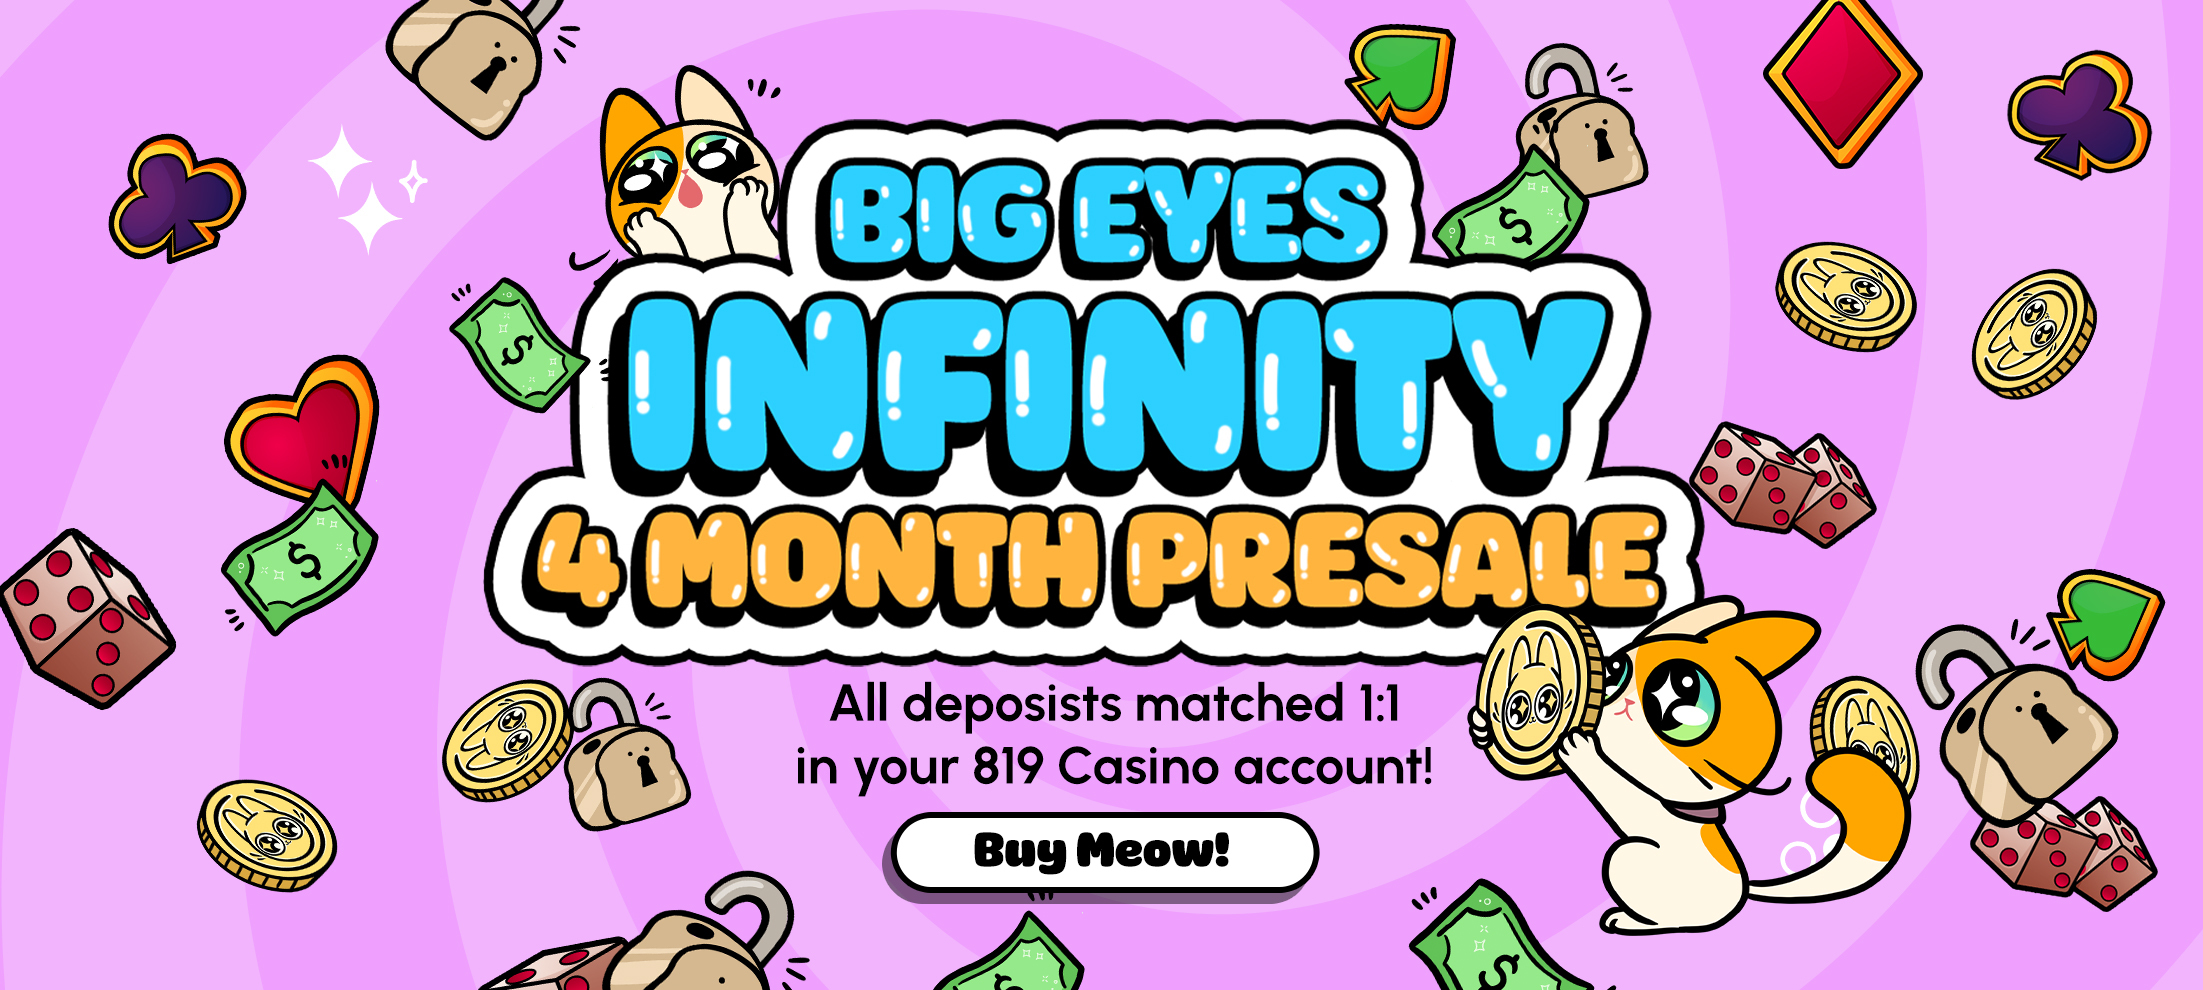 BIG EYES
INFINITY
4 MONTH PRESALE
All deposists matched 1:1
in your 819 Casino account!
Buy Meow!